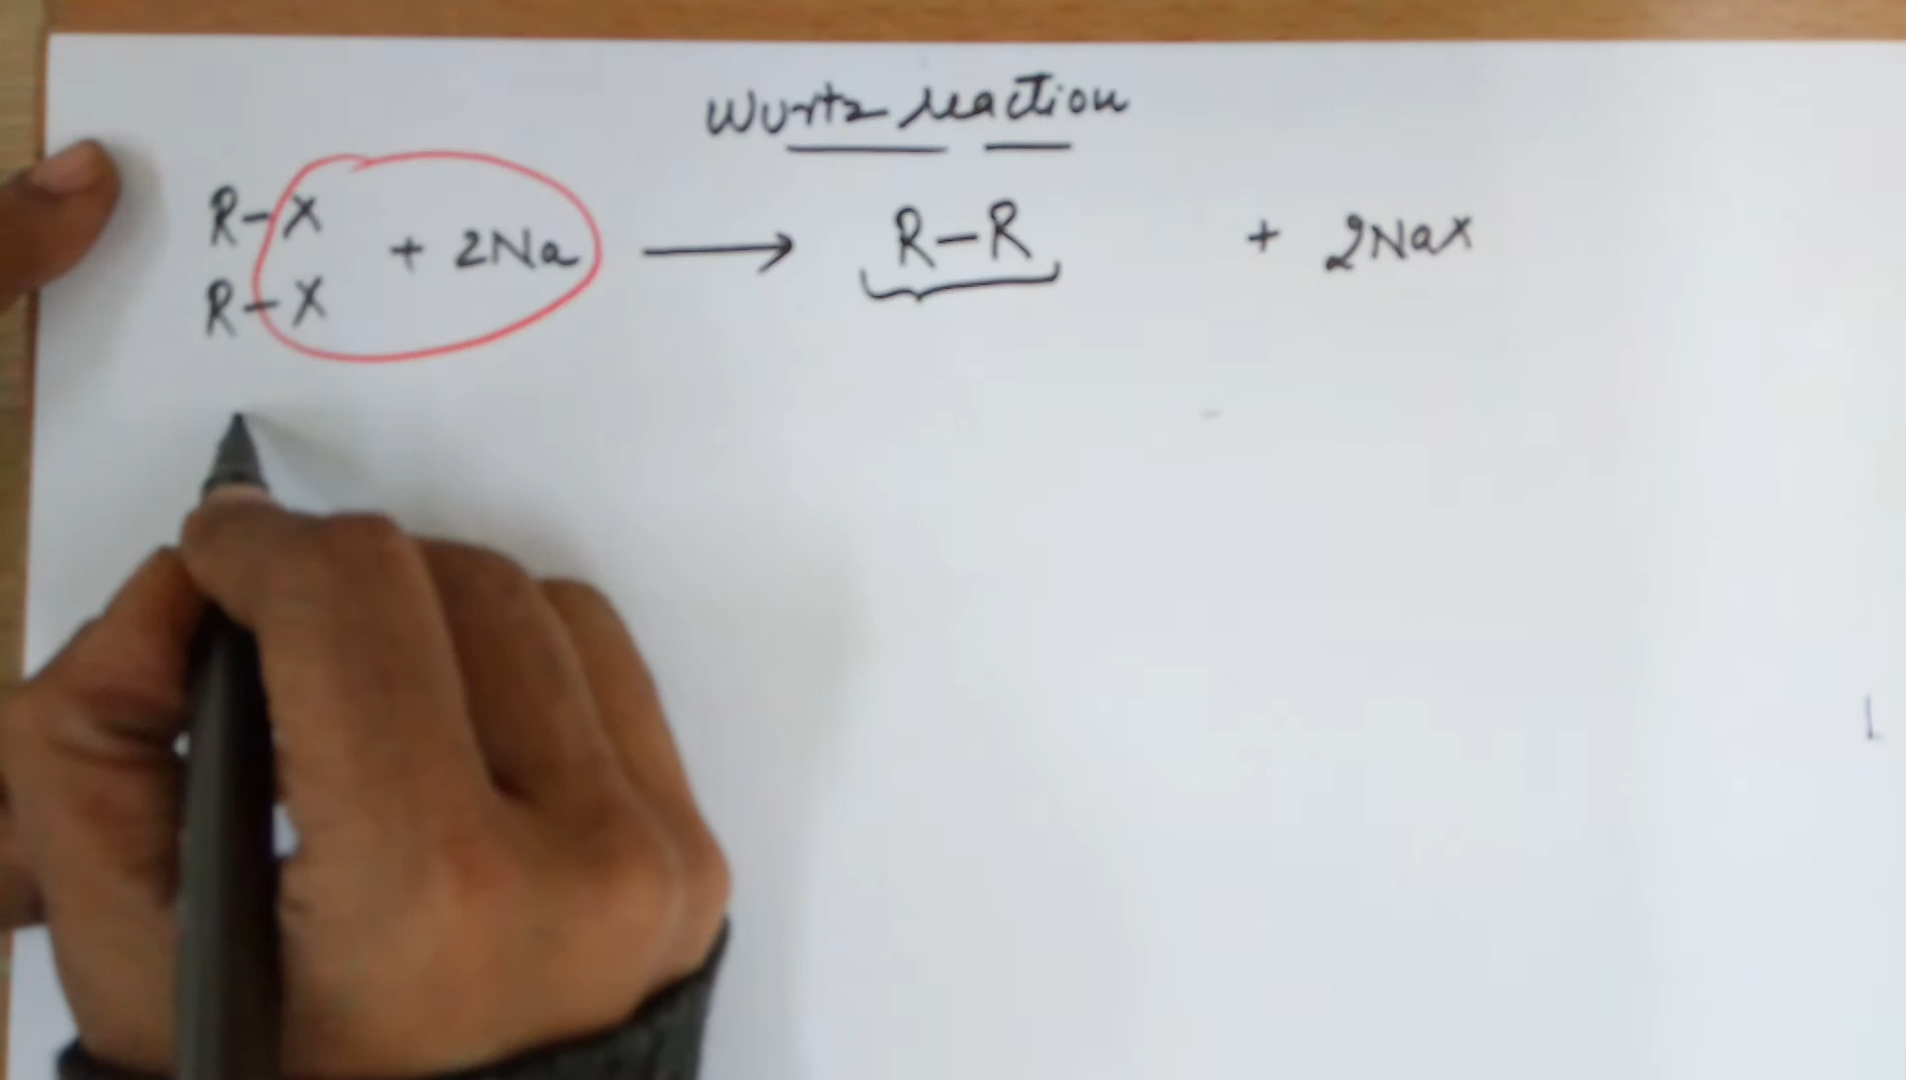 Wurtz reaction
R-X
+ 2Na ⟶ R-R + 2NaX
R-X